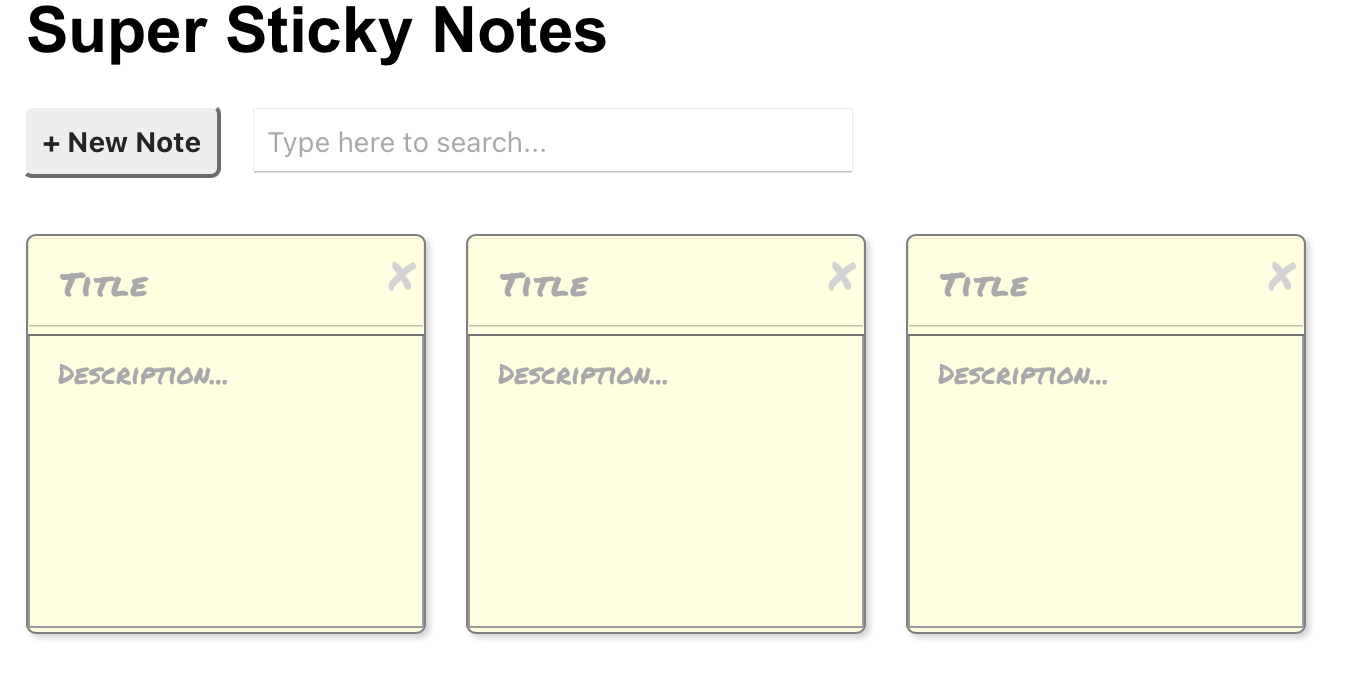 Super Sticky Notes
+ New Note
Type here to search...
Title
x
Title
x
Title
x
Description...
Description...
Description...